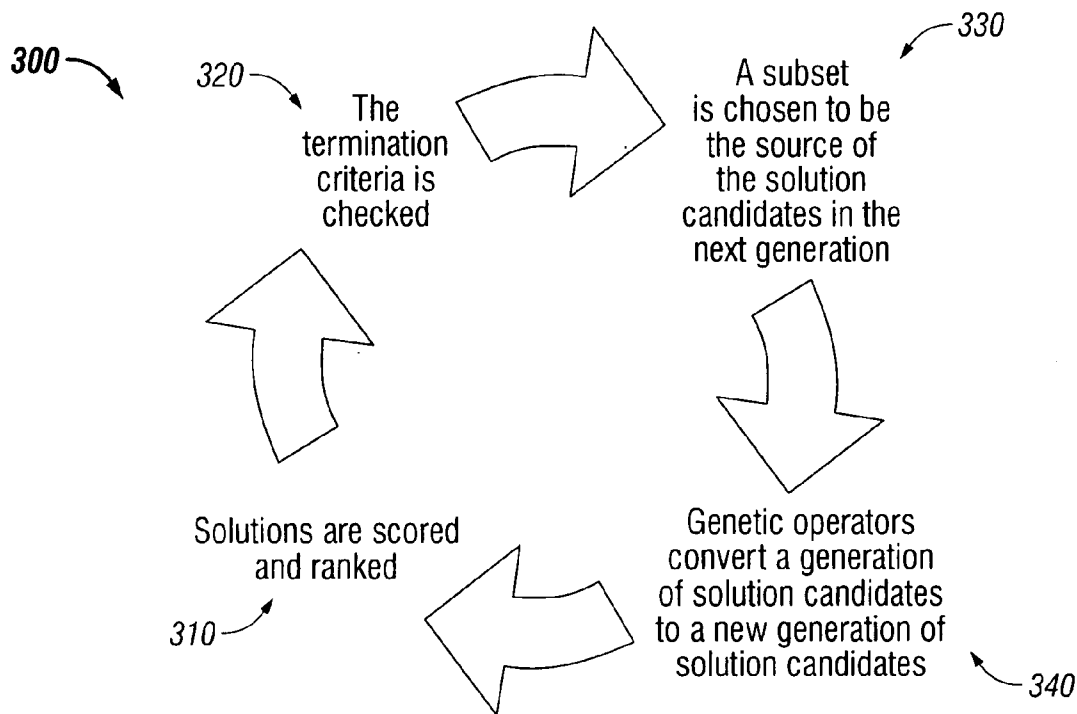 300
320
The
termination
criteria is
checked
330
A subset
is chosen to be
the source of
the solution
candidates in the
next generation
Solutions are scored
and ranked
310
Genetic operators
convert a generation
of solution candidates
to a new generation of
solution candidates
340